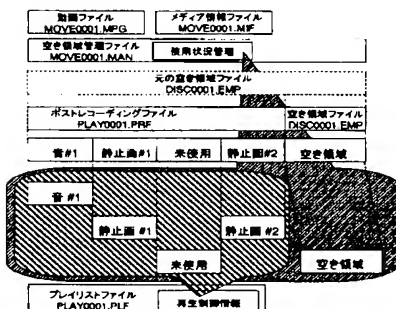 動画ファイル
MOVE0001.MPG
メディア情報ファイル
MOVE0001.MIF
空き領域管理ファイル
MOVE0001.MAN
使用状況管理
元の空き領域ファイル
DISC0001.EMP
ポストレコーディングファイル
PLAY0001.PRF
空き領域ファイル
DISC0001.EMP
音#1 静止画#1 未使用 静止画#2 空き領域
音 #1
静止画 #1 静止画 #2
未使用 空き領域
プレイリストファイル
PLAY0001.PLF
再生制御情報